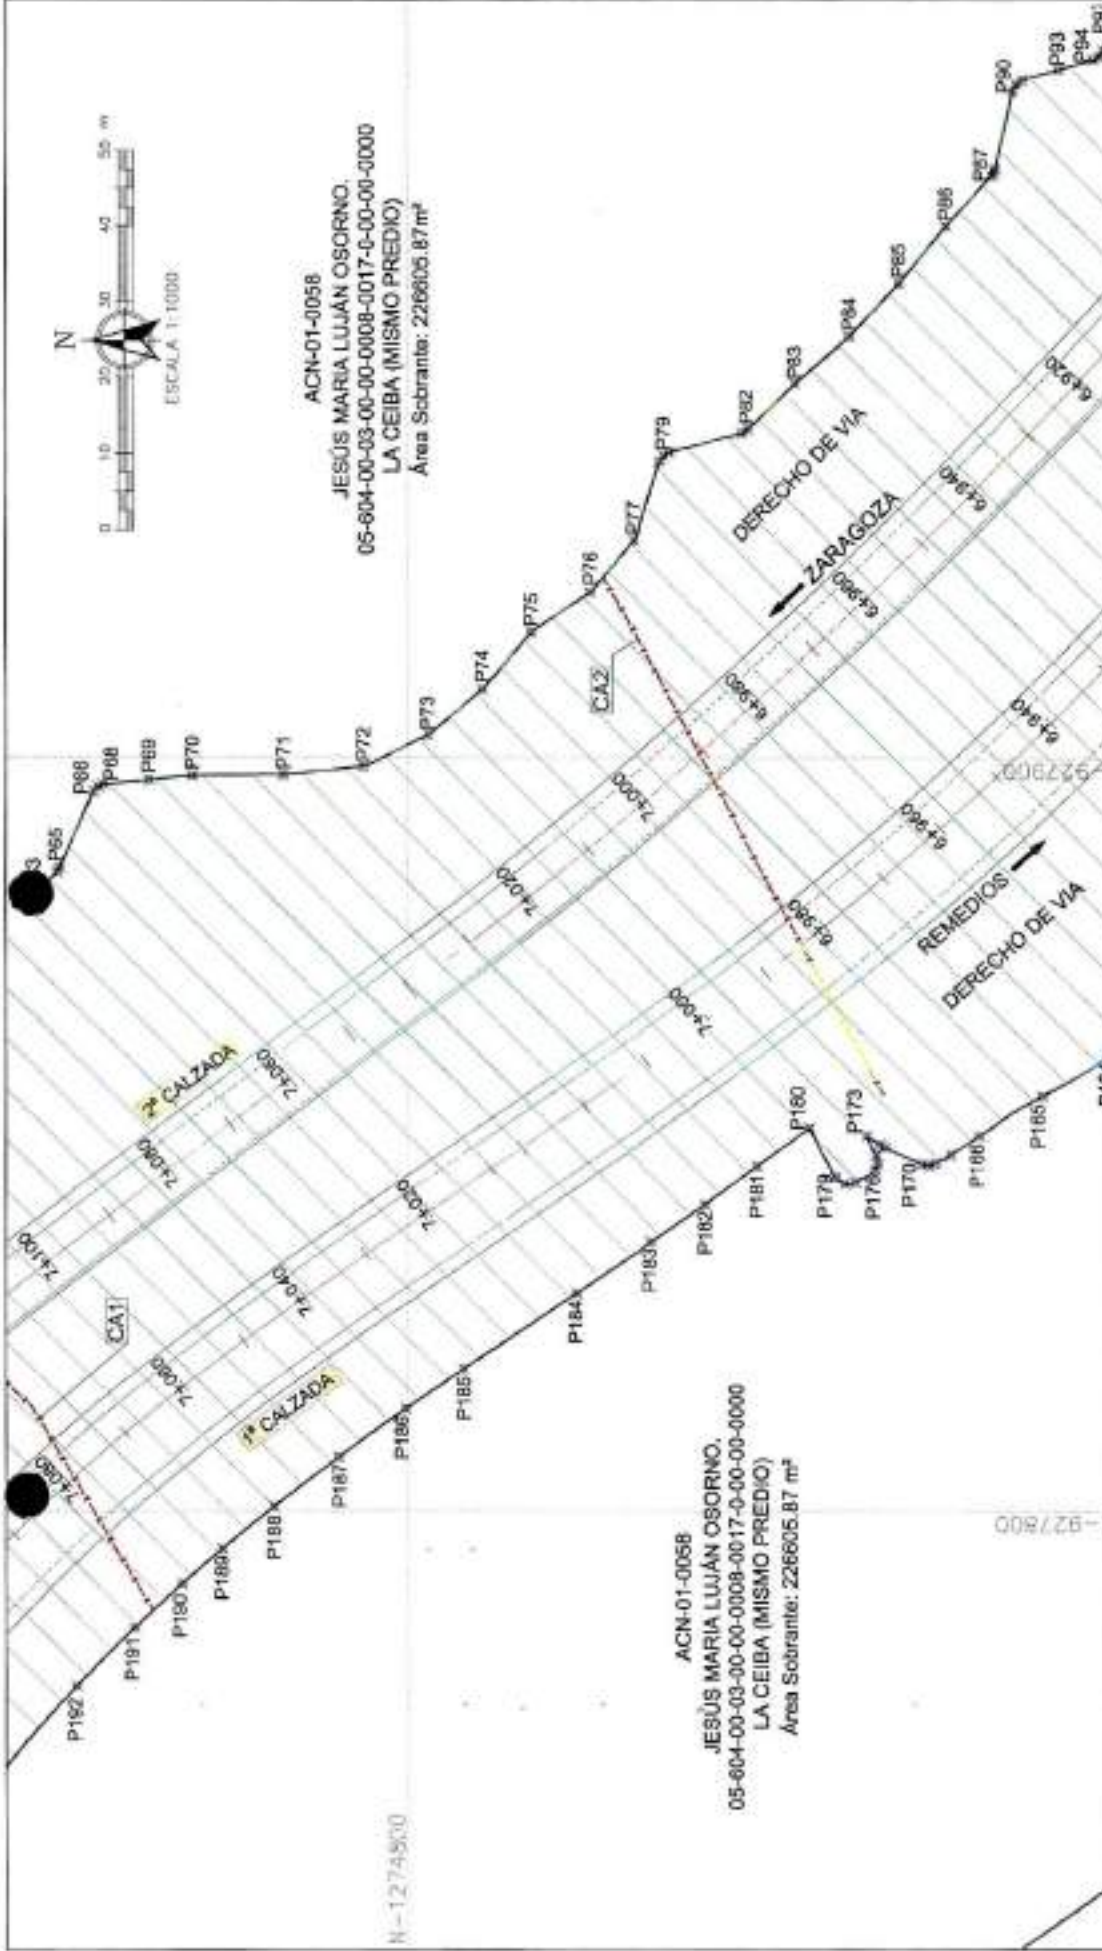 N
0
10
20
30
40
50 m
ESCALA 1:1000
ACN-01-0058
JESÚS MARIA LUJÁN OSORNO.
05-604-00-03-00-00-0008-0017-0-00-00-0000
LA CEIBA (MISMO PREDIO)
Área Sobrante: 226605.87m²
P65
P66
P68
P69
P70
P71
P72
P73
P74
P75
P76
P77
P79
P82
P83
P84
P85
P86
P87
P90
P93
P94
CA2
DERECHO DE VIA
ZARAGOZA
2ª CALZADA
7+100
7+080
7+060
7+020
7+000
6+980
6+960
6+940
6+920
CA1
1ª CALZADA
7+080
7+060
7+040
7+020
7+000
6+980
6+960
6+940
REMEDIOS
DERECHO DE VIA
P192
P191
P190
P189
P188
P187
P186
P185
P184
P183
P182
P181
P180
P179
P176
P173
P170
P166
P165
ACN-01-0058
JESÚS MARIA LUJÁN OSORNO.
05-604-00-03-00-00-0008-0017-0-00-00-0000
LA CEIBA (MISMO PREDIO)
Área Sobrante: 226605.87 m²
N-1274800
-927900
-927800